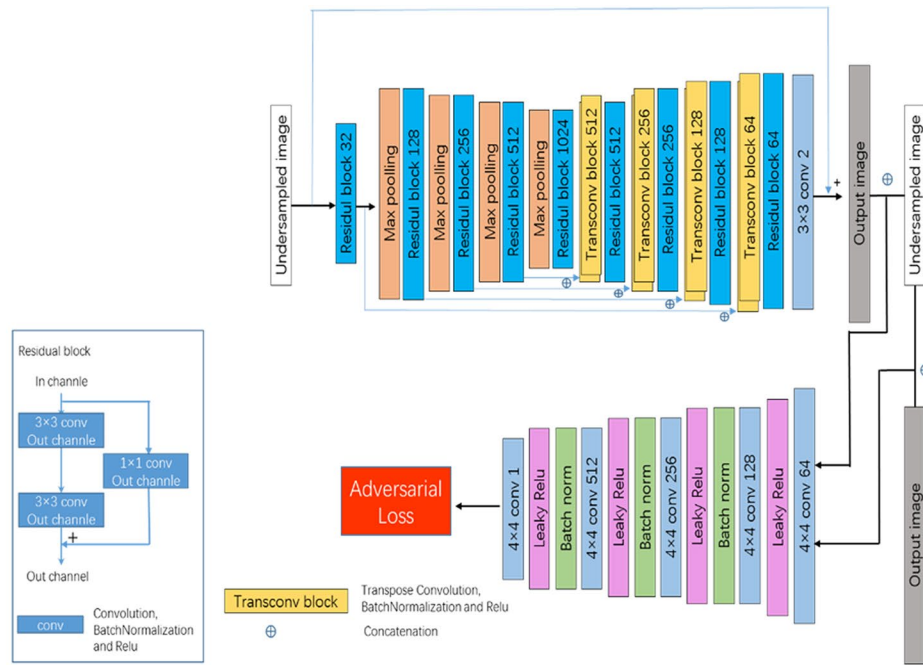 Undersampled image
Residul block 32
Max poolling
Residul block 128
Max poolling
Residul block 256
Max poolling
Residul block 512
Max poolling
Residul block 1024
Transconv block 512
Residul block 512
Transconv block 256
Residul block 256
Transconv block 128
Residul block 128
Transconv block 64
Residul block 64
3×3 conv 2
+
Output image
Undersampled image
Residual block
In channle
3×3 conv
Out channle
1×1 conv
Out channle
3×3 conv
Out channle
+
Out channel
conv
Convolution,
BatchNormalization
and Relu
Adversarial
Loss
4×4 conv 1
Leaky Relu
Batch norm
4×4 conv 512
Leaky Relu
Batch norm
4×4 conv 256
Leaky Relu
Batch norm
4×4 conv 128
Leaky Relu
4×4 conv 64
Output image
Transconv block
Transpose Convolution,
BatchNormalization and Relu
Concatenation